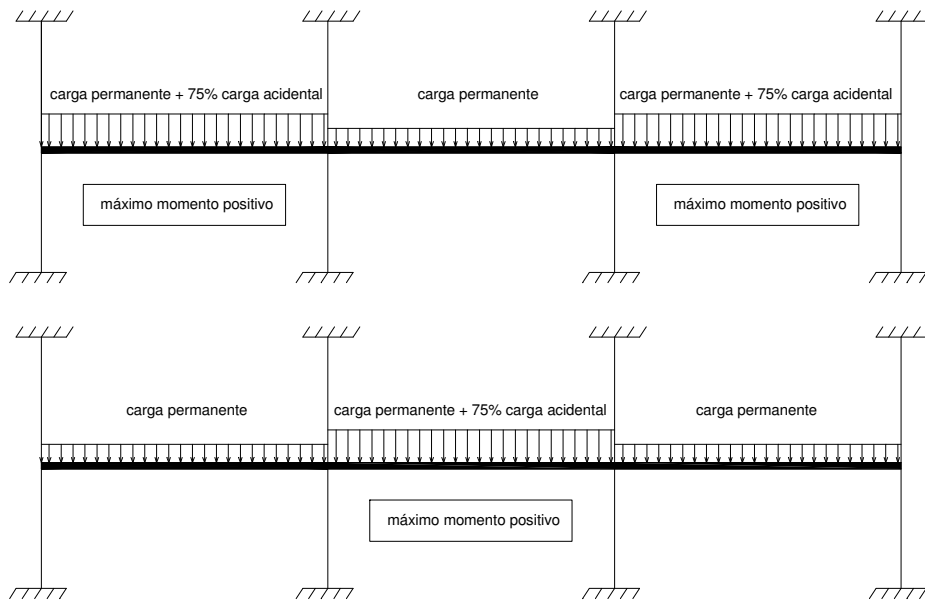 carga permanente + 75% carga acidental
carga permanente
carga permanente + 75% carga acidental
máximo momento positivo
máximo momento positivo
carga permanente
carga permanente + 75% carga acidental
carga permanente
máximo momento positivo